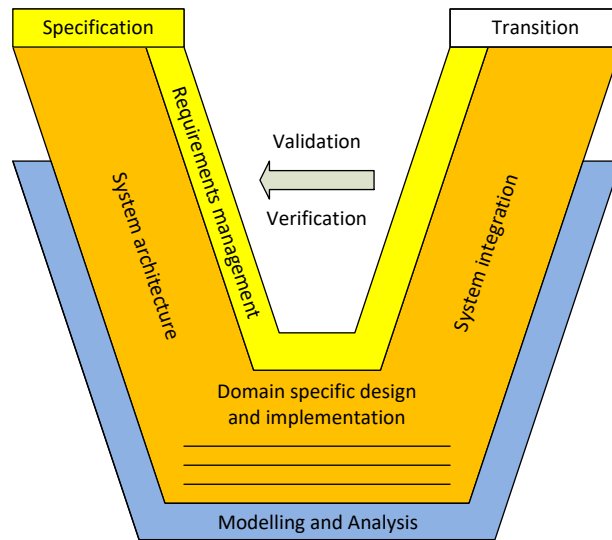 Specification
Transition
Requirements management
Validation
Verification
System architecture
System integration
Domain specific design
and implementation
Modelling and Analysis